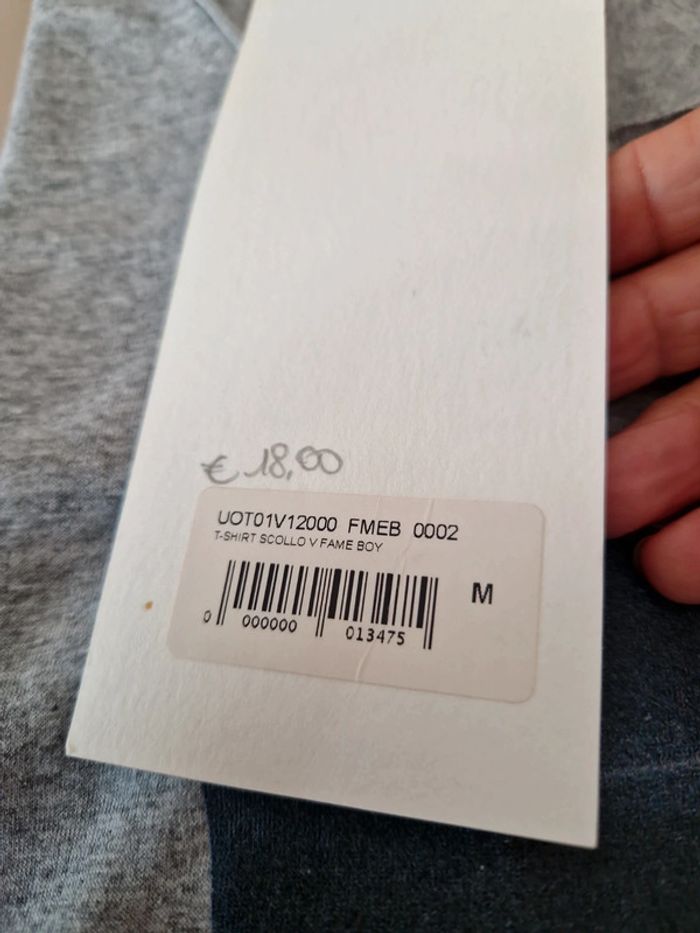 € 18,00
UOT01V12000 FMEB 0002
T-SHIRT SCOLLO V FAME BOY
M
0 000000 013475